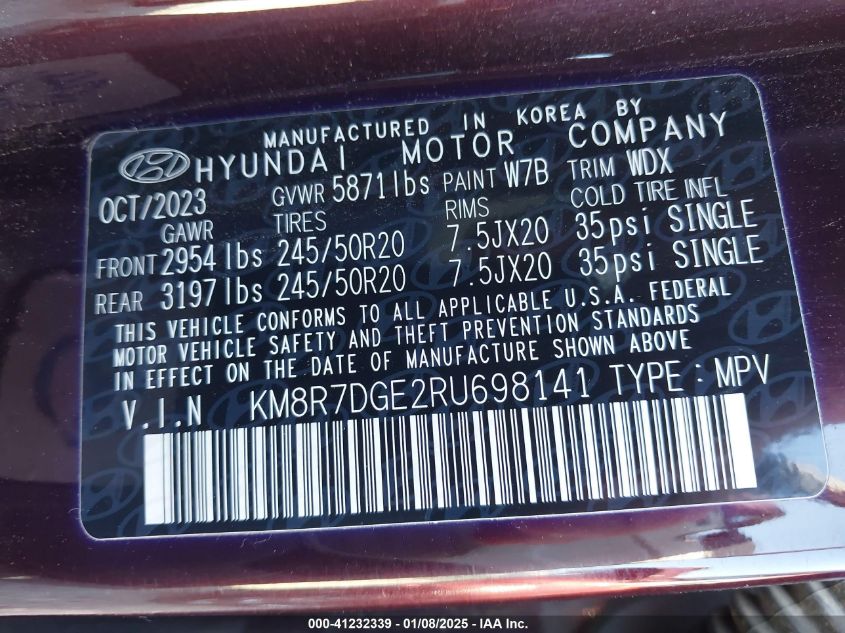 MANUFACTURED IN KOREA BY
HYUNDAI MOTOR COMPANY
OCT/2023 GVWR 5871lbs PAINT W7B TRIM WDX
GAWR TIRES RIMS COLD TIRE INFL
FRONT 2954lbs 245/50R20 7.5JX20 35psi SINGLE
REAR 3197lbs 245/50R20 7.5JX20 35psi SINGLE
THIS VEHICLE CONFORMS TO ALL APPLICABLE U.S.A. FEDERAL
MOTOR VEHICLE SAFETY AND THEFT PREVENTION STANDARDS
IN EFFECT ON THE DATE OF MANUFACTURE SHOWN ABOVE
V.I.N KM8R7DGE2RU698141 TYPE : MPV
000-41232339 - 01/08/2025 - IAA Inc.